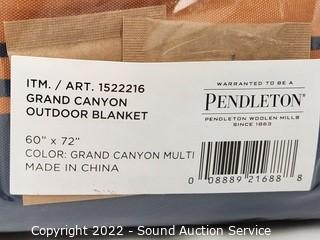 ITM. / ART. 1522216
GRAND CANYON
OUTDOOR BLANKET
60" x 72"
COLOR: GRAND CANYON MULTI
MADE IN CHINA
WARRANTED TO BE A
PENDLETON®
PENDLETON WOOLEN MILLS
SINCE 1863
0 08889 21688 8
Copyright 2022 - Sound Auction Service